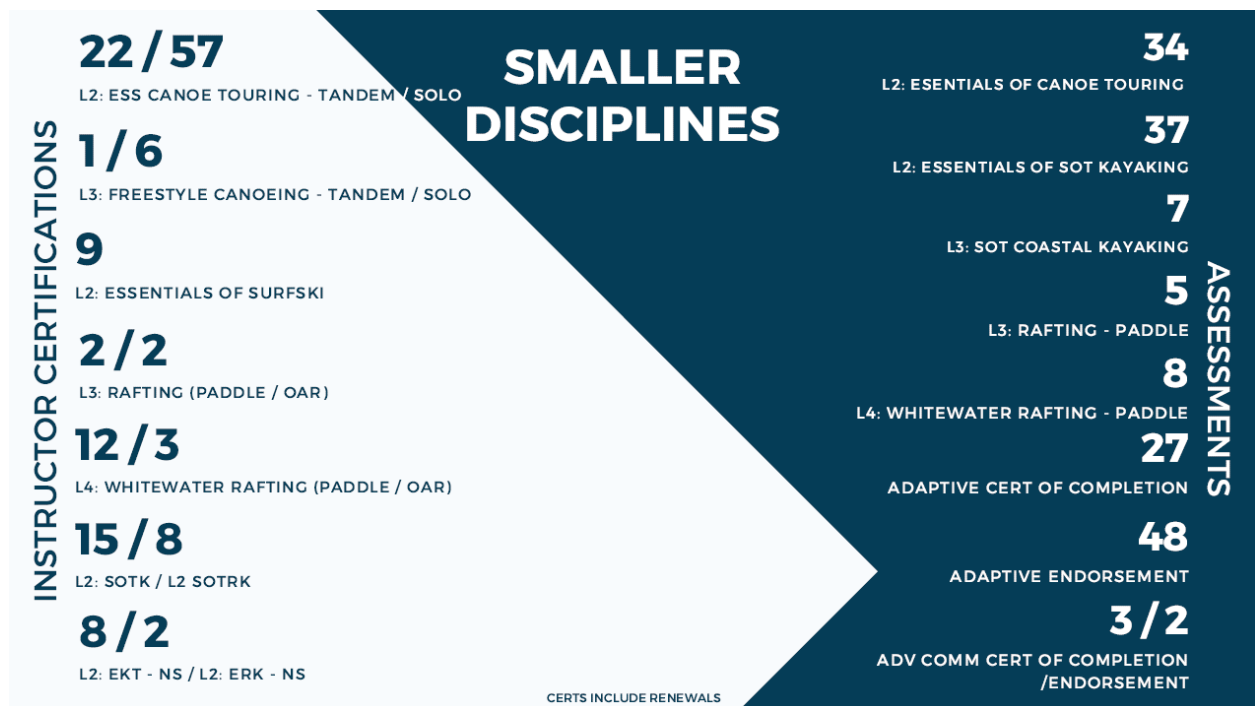 SMALLER
DISCIPLINES
INSTRUCTOR CERTIFICATIONS
22 / 57
L2: ESS CANOE TOURING - TANDEM / SOLO
1 / 6
L3: FREESTYLE CANOEING - TANDEM / SOLO
9
L2: ESSENTIALS OF SURFSKI
2 / 2
L3: RAFTING (PADDLE / OAR)
12 / 3
L4: WHITEWATER RAFTING (PADDLE / OAR)
15 / 8
L2: SOTK / L2 SOTRK
8 / 2
L2: EKT - NS / L2: ERK - NS
CERTS INCLUDE RENEWALS
ASSESSMENTS
34
L2: ESENTIALS OF CANOE TOURING
37
L2: ESSENTIALS OF SOT KAYAKING
7
L3: SOT COASTAL KAYAKING
5
L3: RAFTING - PADDLE
8
L4: WHITEWATER RAFTING - PADDLE
27
ADAPTIVE CERT OF COMPLETION
48
ADAPTIVE ENDORSEMENT
3 / 2
ADV COMM CERT OF COMPLETION
/ENDORSEMENT